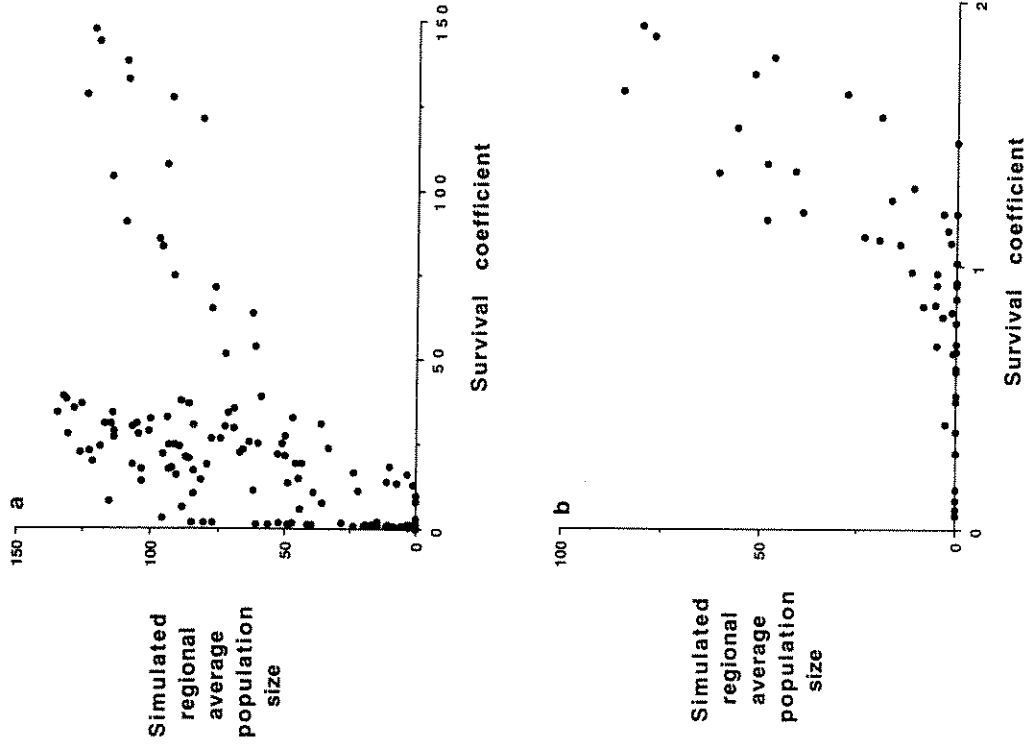 a
150
100
50
0
Simulated
regional
average
population
size
0
50
100
150
Survival coefficient
b
100
50
0
Simulated
regional
average
population
size
0
1
2
Survival coefficient